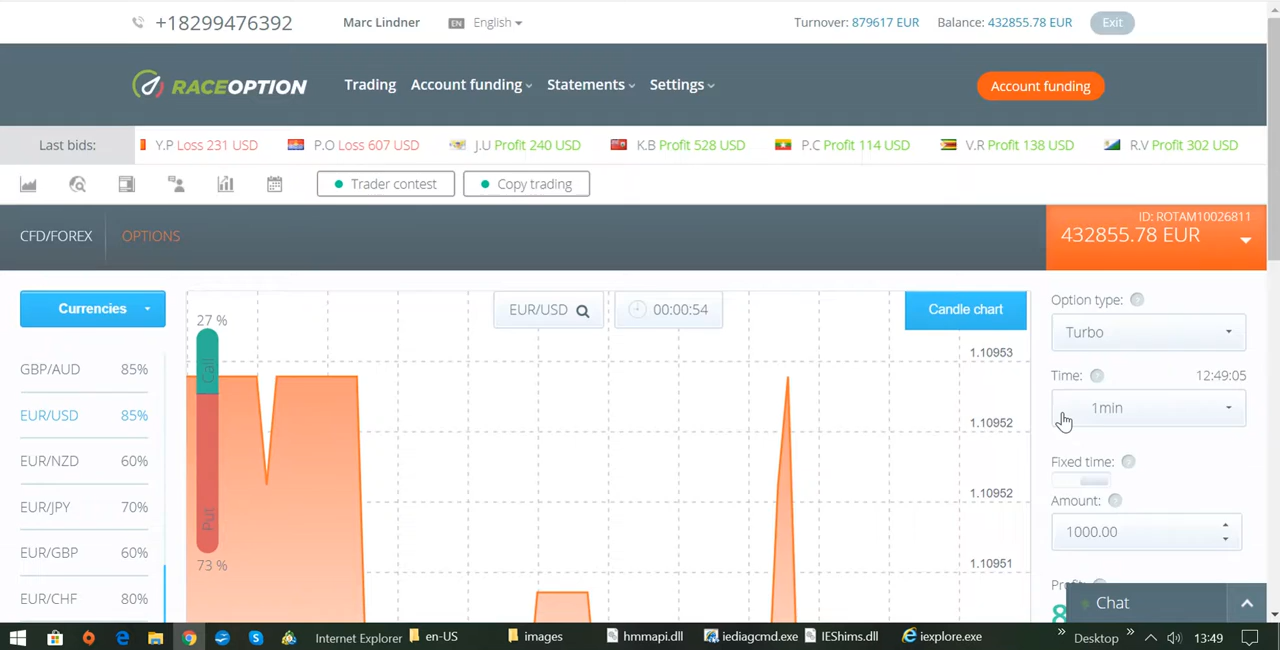 +18299476392 Marc Lindner EN English Turnover: 879617 EUR Balance: 432855.78 EUR Exit
RACEOPTION Trading Account funding Statements Settings Account funding
Last bids: Y.P Loss 231 USD P.O Loss 607 USD J.U Profit 240 USD K.B Profit 528 USD P.C Profit 114 USD V.R Profit 138 USD R.V Profit 302 USD
Trader contest Copy trading
CFD/FOREX OPTIONS
ID: ROTAM10026811
432855.78 EUR
Currencies
GBP/AUD 85%
EUR/USD 85%
EUR/NZD 60%
EUR/JPY 70%
EUR/GBP 60%
EUR/CHF 80%
27 %
Call
Put
73 %
EUR/USD 00:00:54 Candle chart
1.10953
1.10952
1.10952
1.10951
Option type:
Turbo
Time: 12:49:05
1min
Fixed time:
Amount:
1000.00
Chat
Internet Explorer en-US images hmmapi.dll iediagcmd.exe IEShims.dll iexplore.exe Desktop 13:49